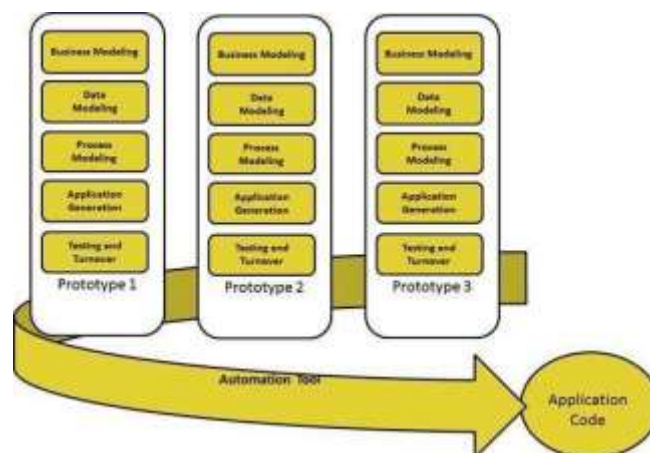 Business Modeling
Data
Modeling
Process
Modeling
Application
Generation
Testing and
Turnover
Prototype 1
Business Modeling
Data
Modeling
Process
Modeling
Application
Generation
Testing and
Turnover
Prototype 2
Business Modeling
Data
Modeling
Process
Modeling
Application
Generation
Testing and
Turnover
Prototype 3
Automation Tool
Application
Code